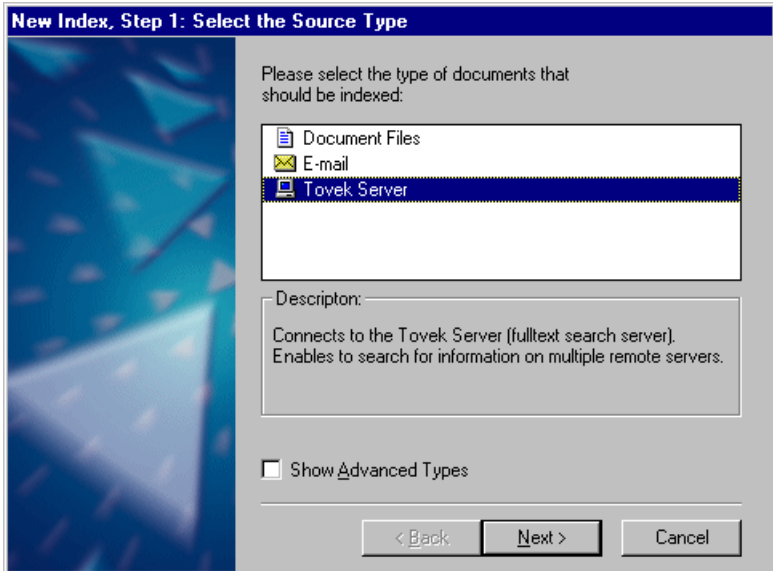 New Index, Step 1: Select the Source Type
Please select the type of documents that
should be indexed:
Document Files
E-mail
Tovek Server
Descripton:
Connects to the Tovek Server (fulltext search server).
Enables to search for information on multiple remote servers.
Show Advanced Types
< Back
Next >
Cancel